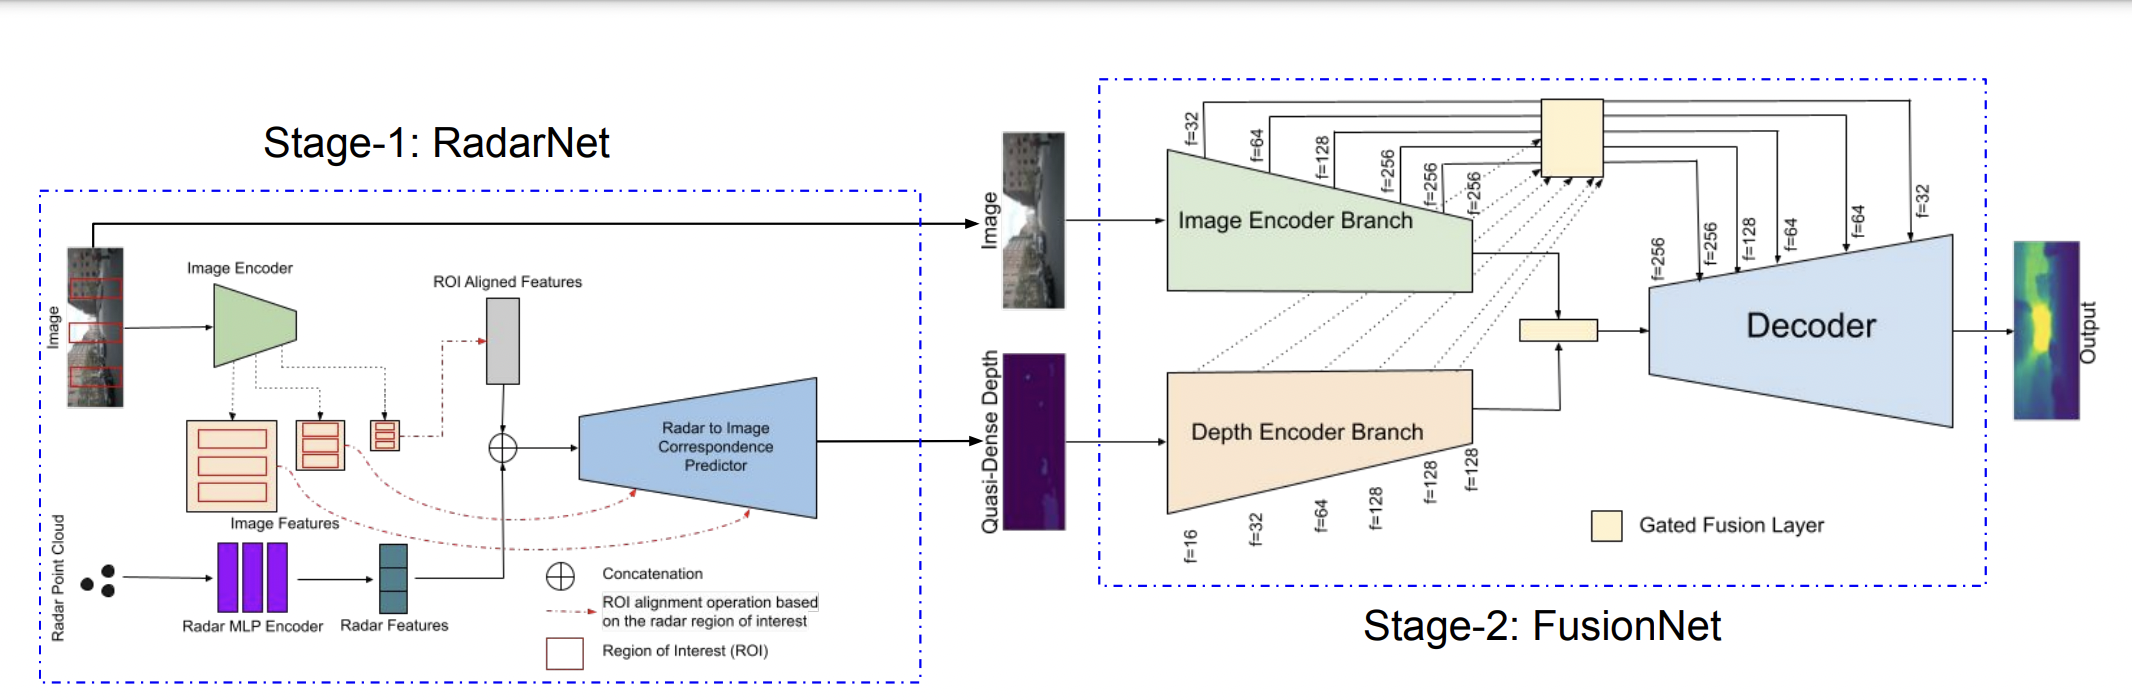 Stage-1: RadarNet
Image
Image Encoder
ROI Aligned Features
Radar to Image
Correspondence
Predictor
Image Features
Radar Point Cloud
Radar MLP Encoder
Radar Features
Concatenation
ROI alignment operation based
on the radar region of interest
Region of Interest (ROI)
Image
Quasi-Dense Depth
f=32
f=64
f=128
f=256
f=256
f=256
Image Encoder Branch
Depth Encoder Branch
f=16
f=32
f=64
f=128
f=128
f=128
f=256
f=256
f=128
f=64
f=64
f=32
Decoder
Output
Gated Fusion Layer
Stage-2: FusionNet